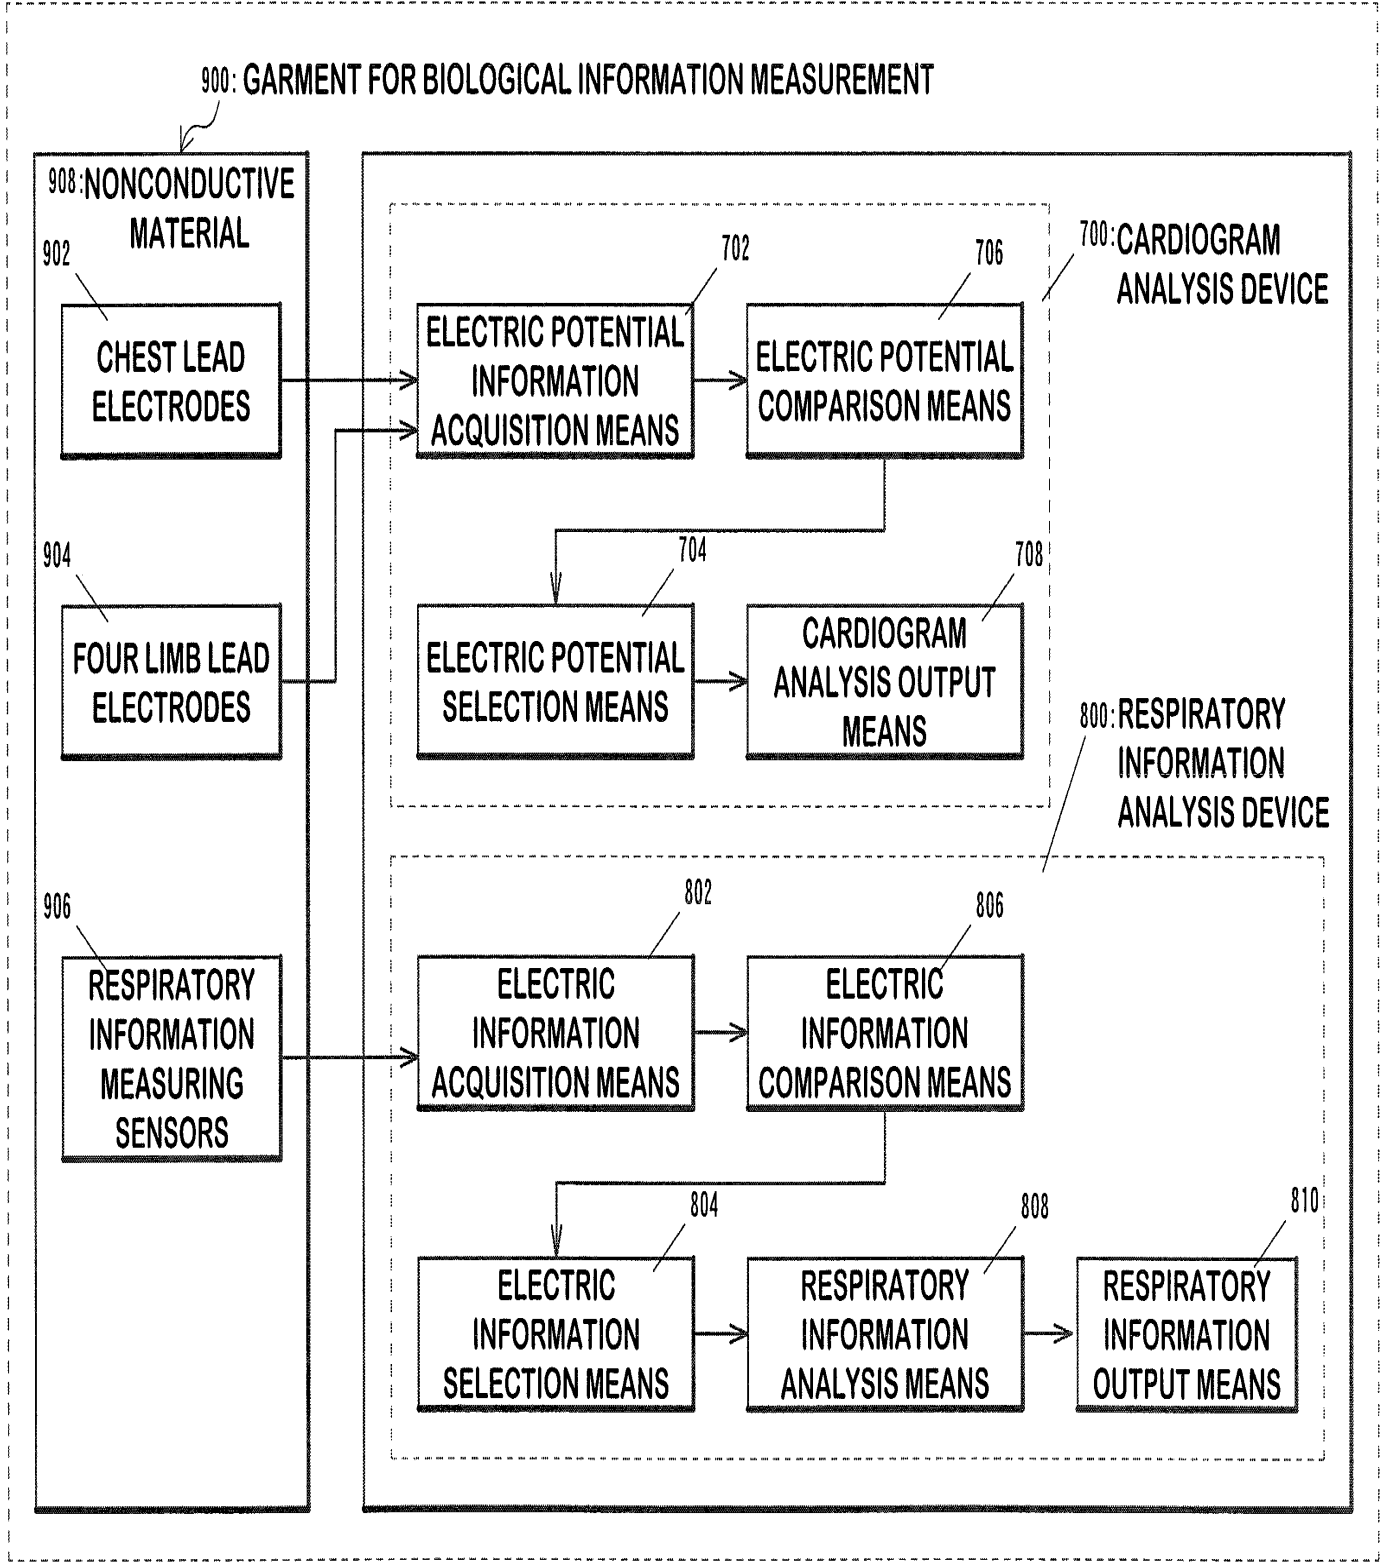 900: GARMENT FOR BIOLOGICAL INFORMATION MEASUREMENT
908: NONCONDUCTIVE
MATERIAL
902
CHEST LEAD
ELECTRODES
904
FOUR LIMB LEAD
ELECTRODES
906
RESPIRATORY
INFORMATION
MEASURING
SENSORS
700: CARDIOGRAM
ANALYSIS DEVICE
702
ELECTRIC POTENTIAL
INFORMATION
ACQUISITION MEANS
706
ELECTRIC POTENTIAL
COMPARISON MEANS
704
ELECTRIC POTENTIAL
SELECTION MEANS
708
CARDIOGRAM
ANALYSIS OUTPUT
MEANS
800: RESPIRATORY
INFORMATION
ANALYSIS DEVICE
802
ELECTRIC
INFORMATION
ACQUISITION MEANS
806
ELECTRIC
INFORMATION
COMPARISON MEANS
804
ELECTRIC
INFORMATION
SELECTION MEANS
808
RESPIRATORY
INFORMATION
ANALYSIS MEANS
810
RESPIRATORY
INFORMATION
OUTPUT MEANS